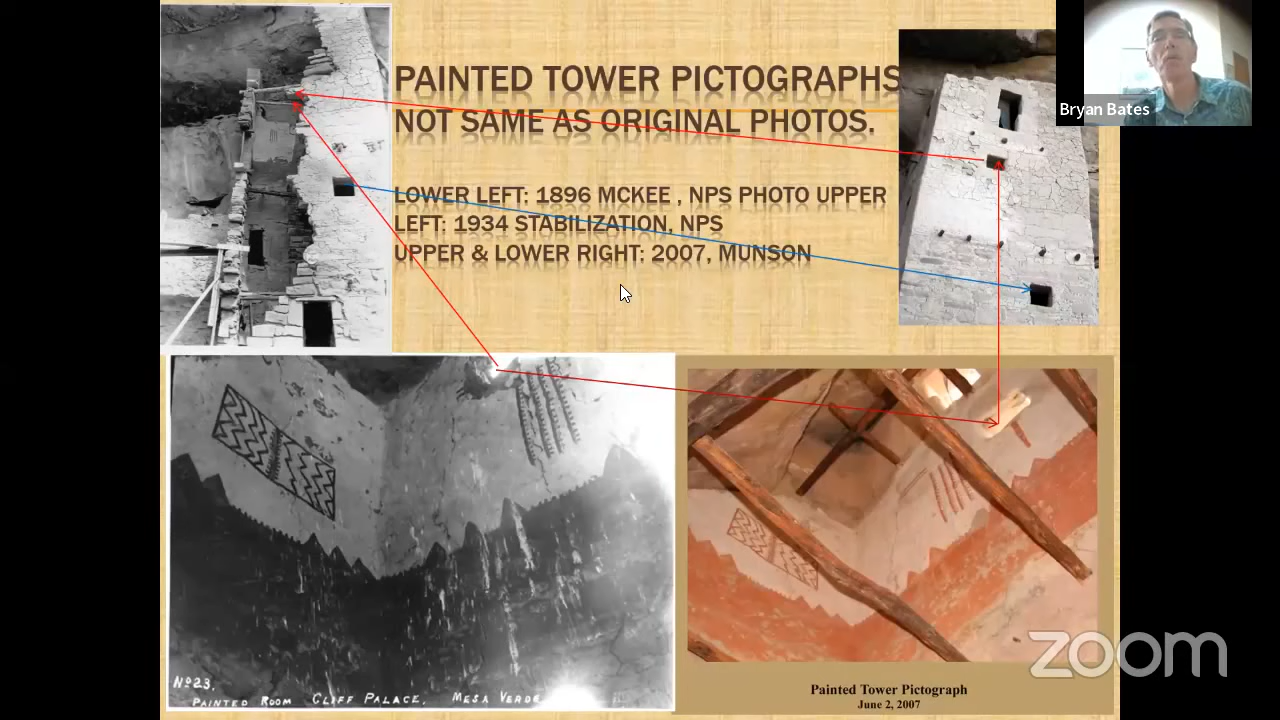 PAINTED TOWER PICTOGRAPHS
NOT SAME AS ORIGINAL PHOTOS.
LOWER LEFT: 1896 MCKEE , NPS PHOTO UPPER
LEFT: 1934 STABILIZATION, NPS
UPPER & LOWER RIGHT: 2007, MUNSON
Bryan Bates
Nº23.
PAINTED ROOM CLIFF PALACE, MESA VERDE
Painted Tower Pictograph
June 2, 2007
zoom